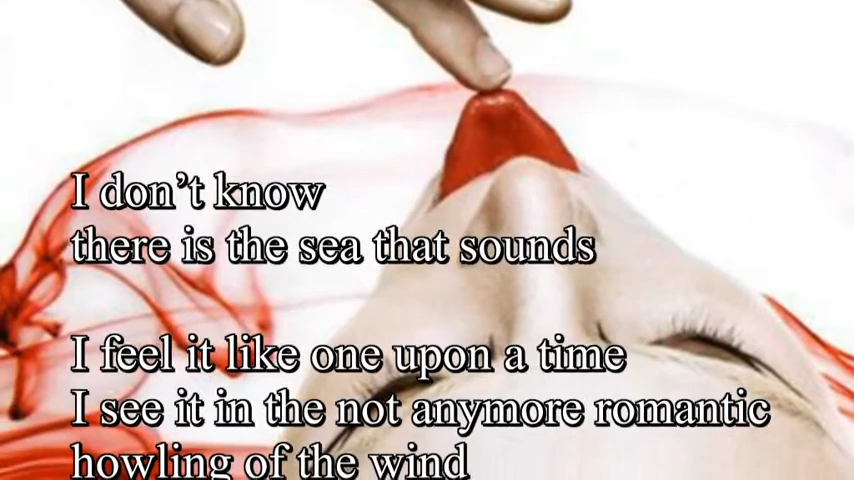 I don’t know
there is the sea that sounds
I feel it like one upon a time
I see it in the not anymore romantic
howling of the wind